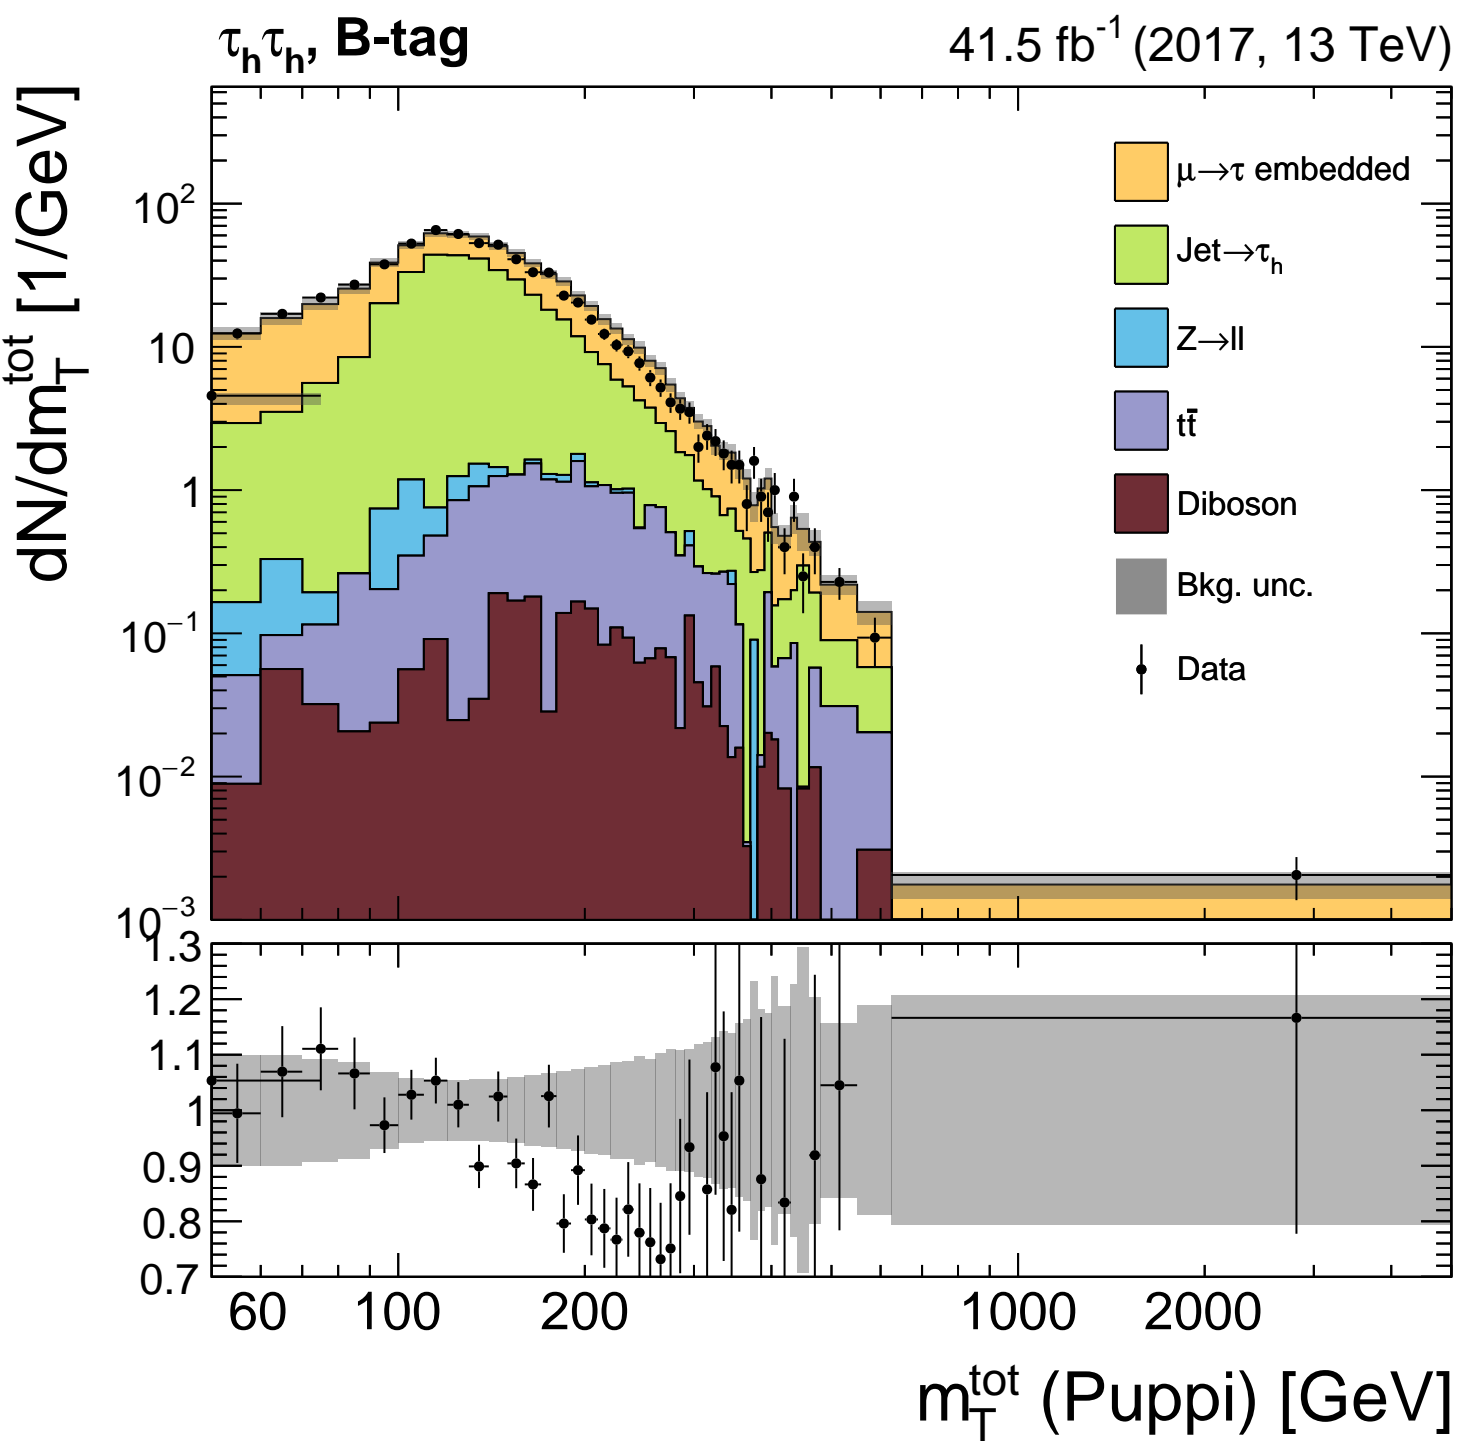 τhτh, B-tag 41.5 fb-1 (2017, 13 TeV)
dN/dmTtot [1/GeV]
10²
10
1
10−1
10−2
10−3
μ→τ embedded
Jet→τh
Z→ll
tt̄
Diboson
Bkg. unc.
Data
1.3
1.2
1.1
1
0.9
0.8
0.7
60 100 200 1000 2000
mTtot (Puppi) [GeV]